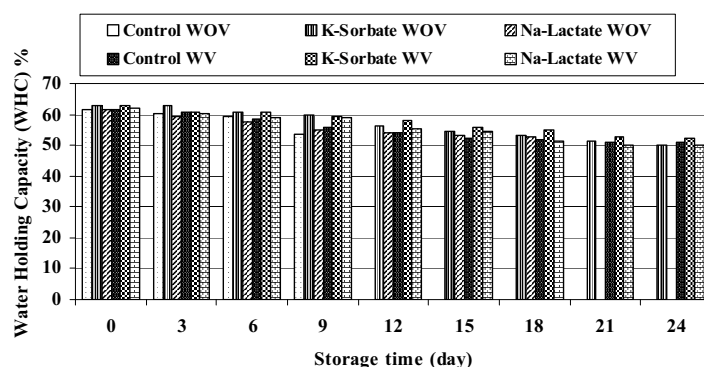 Control WOV K-Sorbate WOV Na-Lactate WOV
Control WV K-Sorbate WV Na-Lactate WV
Water Holding Capacity (WHC) %
70
60
50
40
30
20
10
0
0 3 6 9 12 15 18 21 24
Storage time (day)